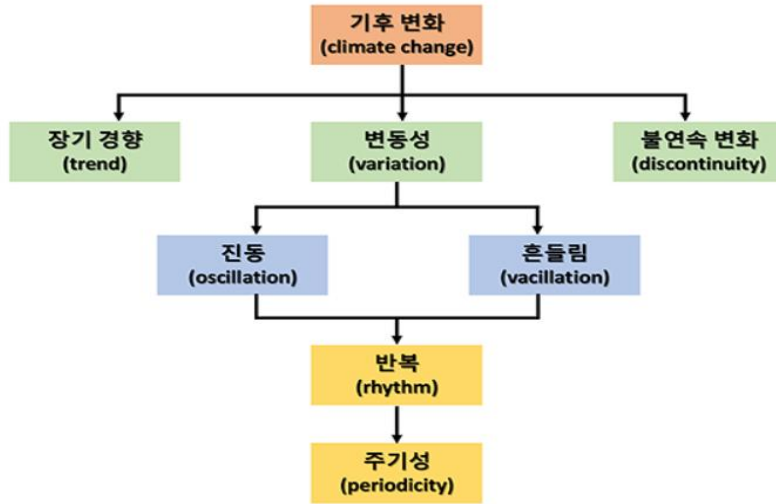 기후 변화
(climate change)
장기 경향
(trend)
변동성
(variation)
불연속 변화
(discontinuity)
진동
(oscillation)
흔들림
(vacillation)
반복
(rhythm)
주기성
(periodicity)